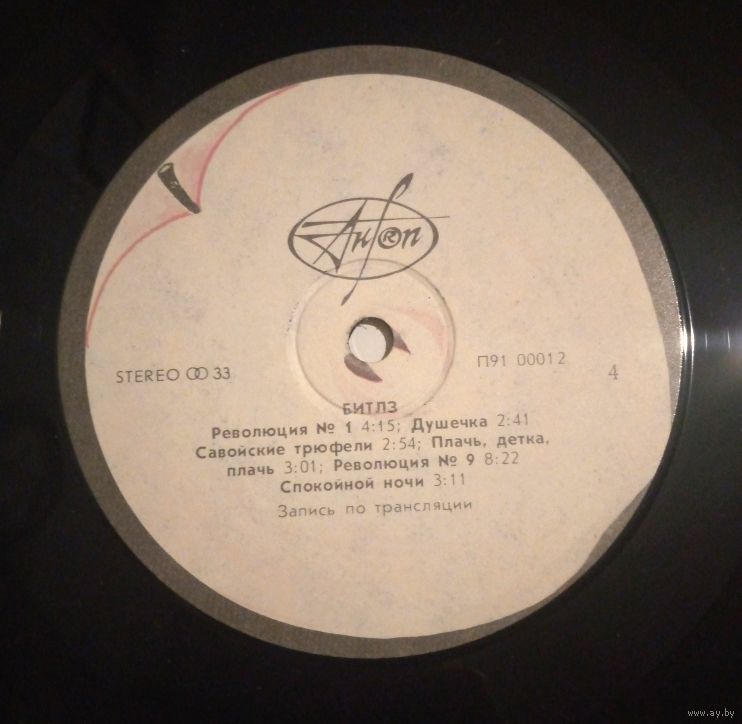 Ант®оп
STEREO ꝏ 33
П91 00012
4
БИТЛЗ
Революция № 1 4:15; Душечка 2:41
Савойские трюфели 2:54; Плачь, детка,
плачь 3:01; Революция № 9 8:22
Спокойной ночи 3:11
Запись по трансляции
www.ay.by